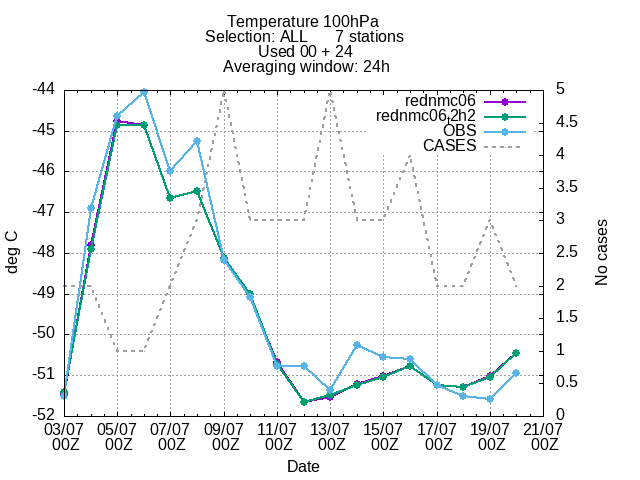 Temperature 100hPa
Selection: ALL 7 stations
Used 00 + 24
Averaging window: 24h
rednmc06
rednmc06.2h2
OBS
CASES
-44
-45
-46
-47
-48
-49
-50
-51
-52
deg C
5
4.5
4
3.5
3
2.5
2
1.5
1
0.5
0
No cases
03/07 05/07 07/07 09/07 11/07 13/07 15/07 17/07 19/07 21/07
00Z 00Z 00Z 00Z 00Z 00Z 00Z 00Z 00Z 00Z
Date